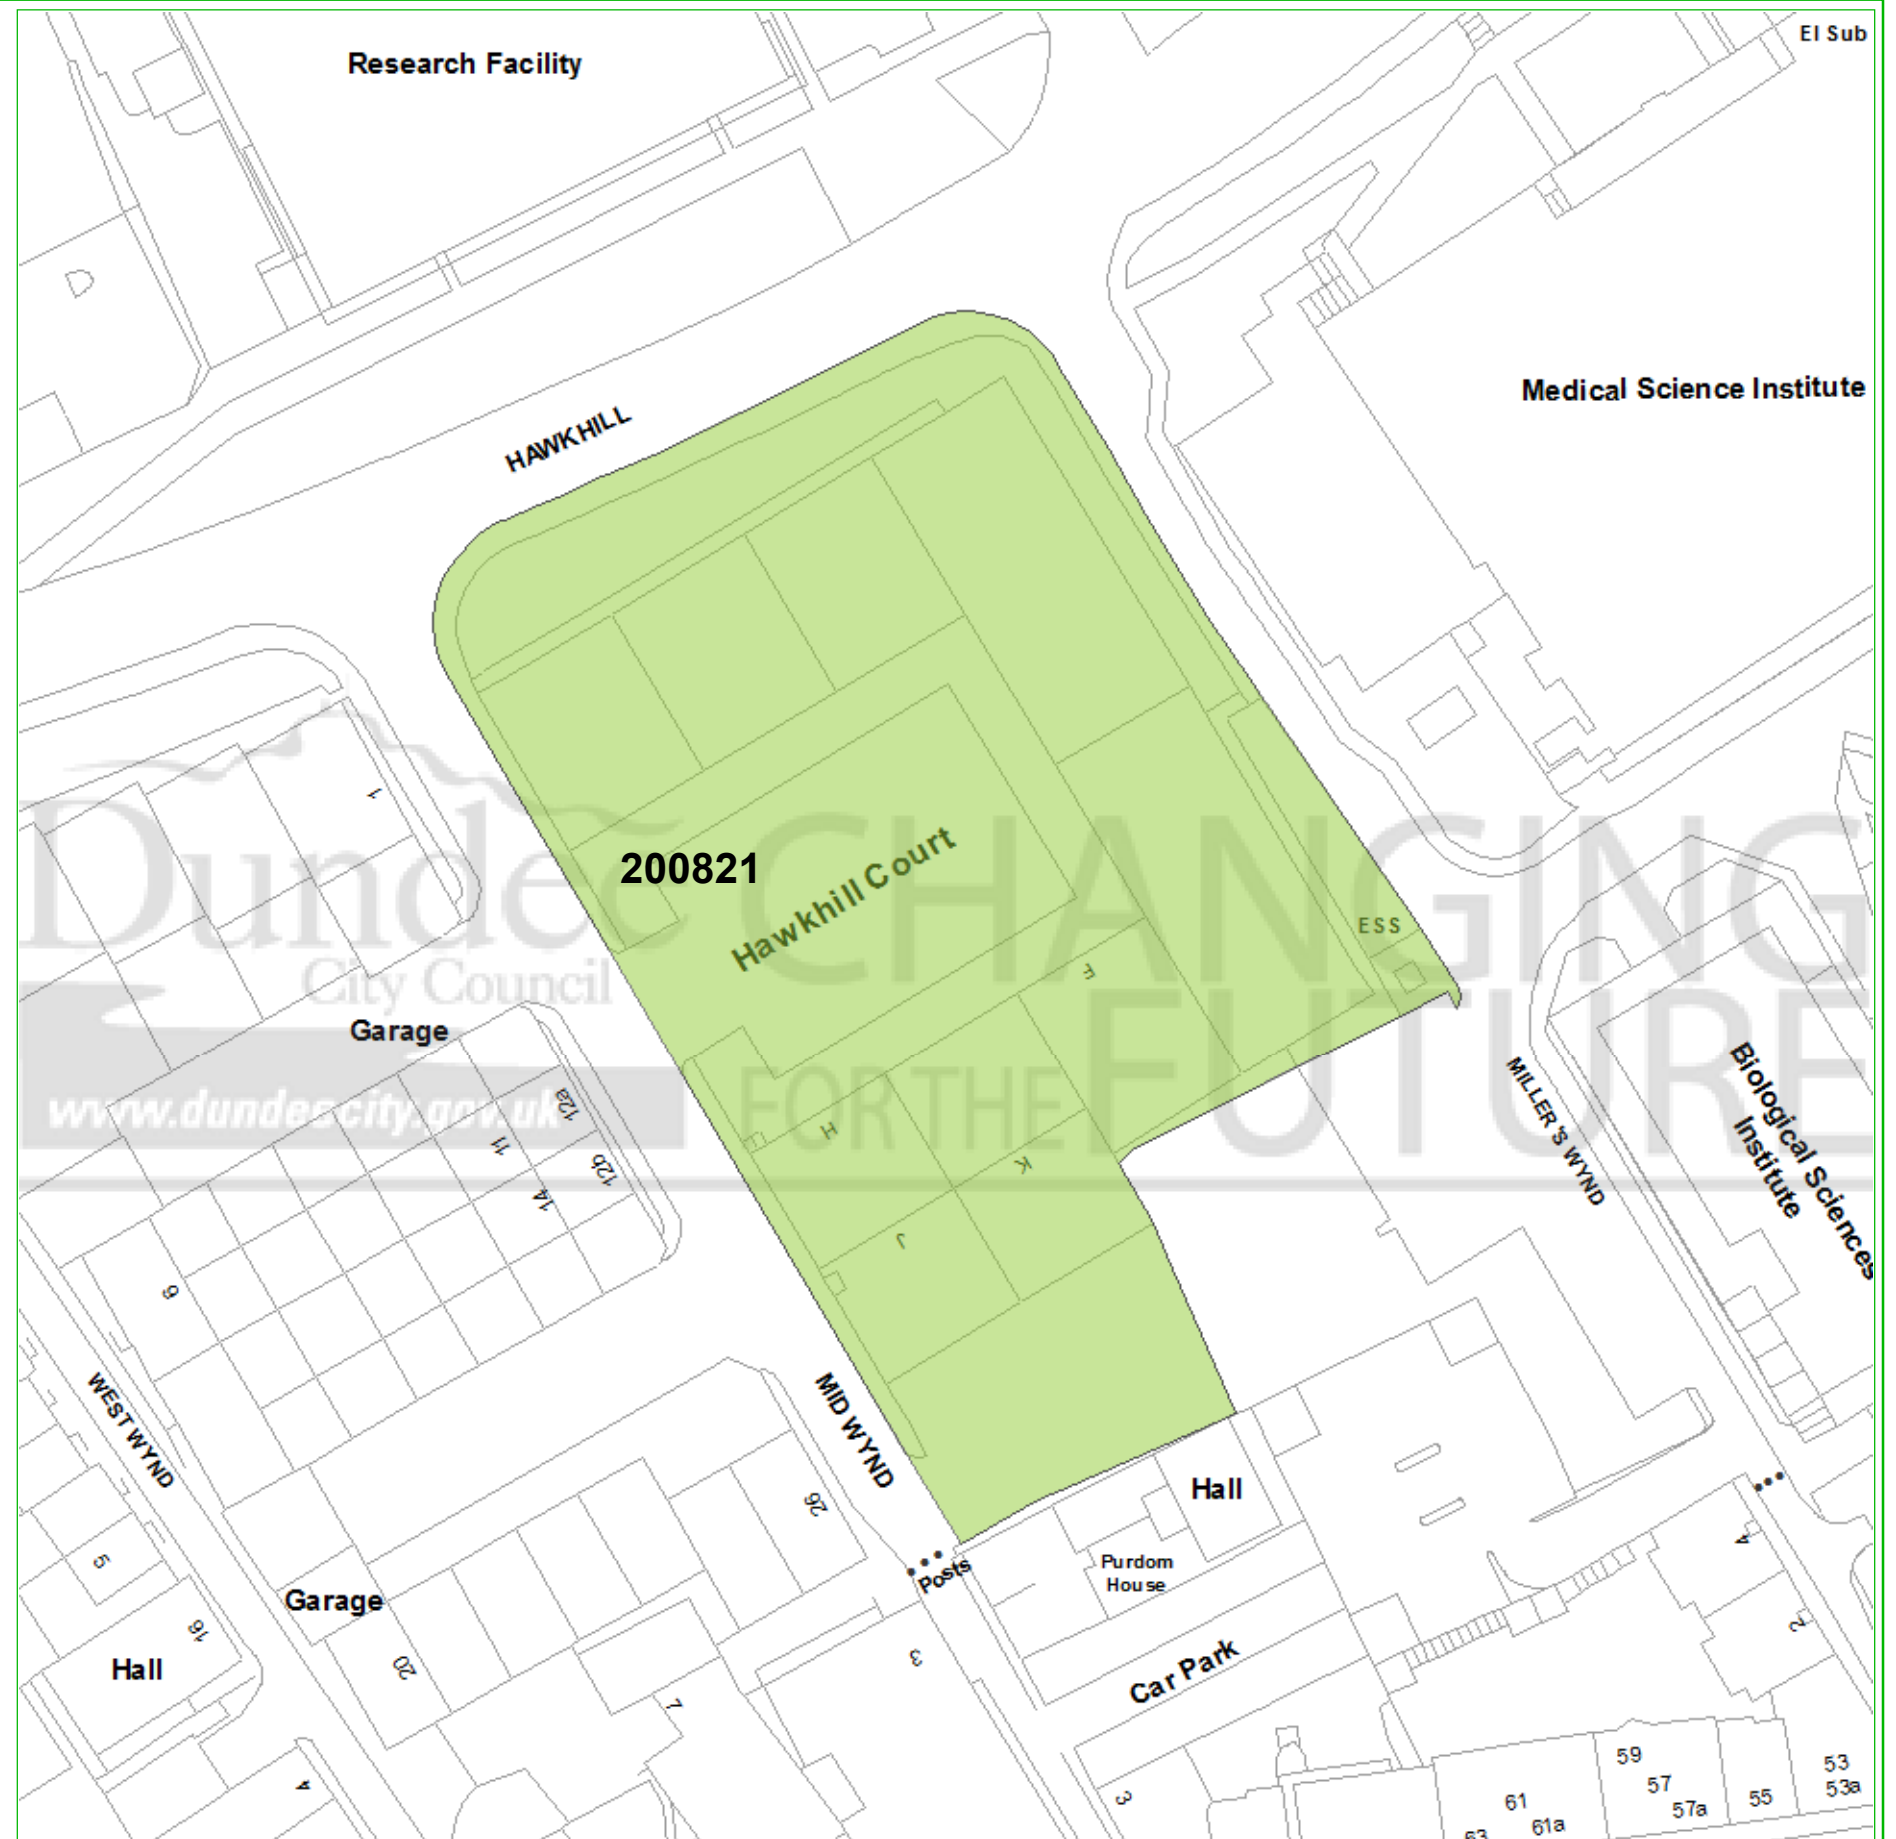 Research Facility
El Sub
HAWKHILL
Medical Science Institute
1
200821
Hawkhill Court
ESS
F
Dundee
City Council
www.dundeecity.gov.uk
CHANGING
FOR THE FUTURE
Garage
12a
11
12b
14
H
K
J
6
MILLER'S WYND
Biological Sciences
Institute
WEST WYND
MID WYND
26
Hall
Posts
Purdom
House
4
5
Garage
16
Hall
20
7
3
Car Park
2
4
3
59
57
57a
55
53
53a
61
61a
63